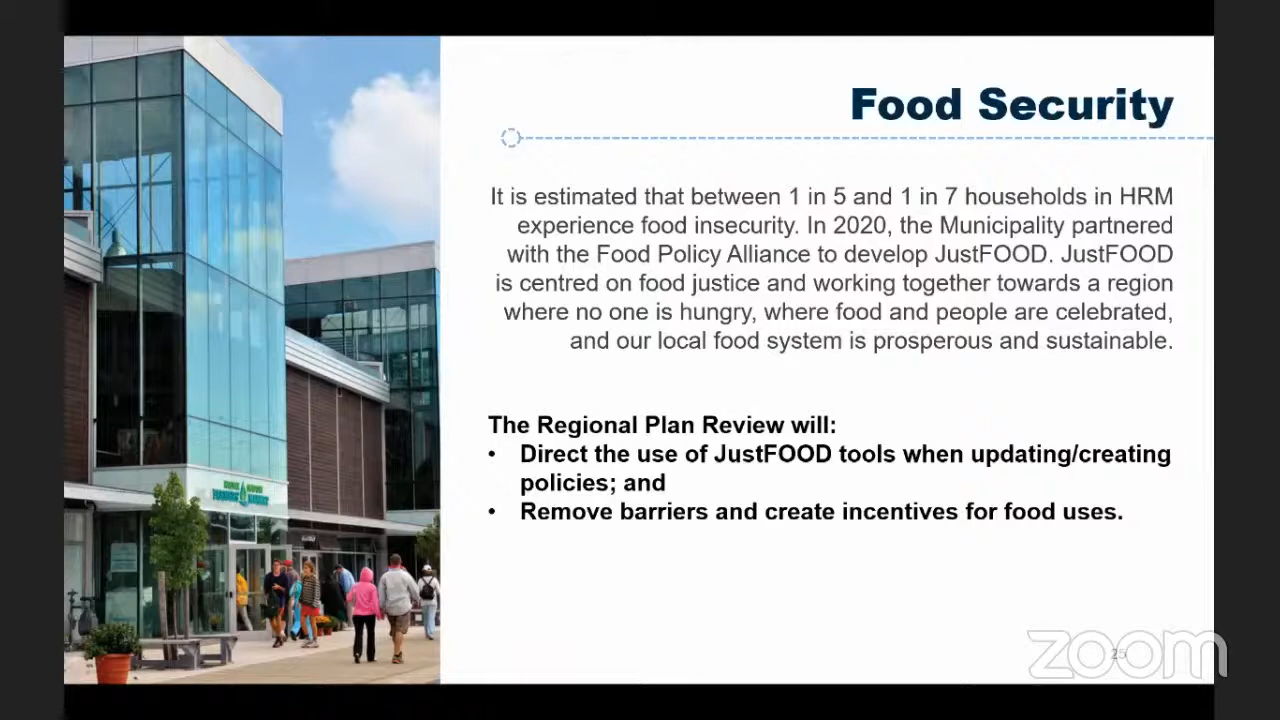 Food Security
It is estimated that between 1 in 5 and 1 in 7 households in HRM
experience food insecurity. In 2020, the Municipality partnered
with the Food Policy Alliance to develop JustFOOD. JustFOOD
is centred on food justice and working together towards a region
where no one is hungry, where food and people are celebrated,
and our local food system is prosperous and sustainable.
The Regional Plan Review will:
• Direct the use of JustFOOD tools when updating/creating
policies; and
• Remove barriers and create incentives for food uses.
25
zoom